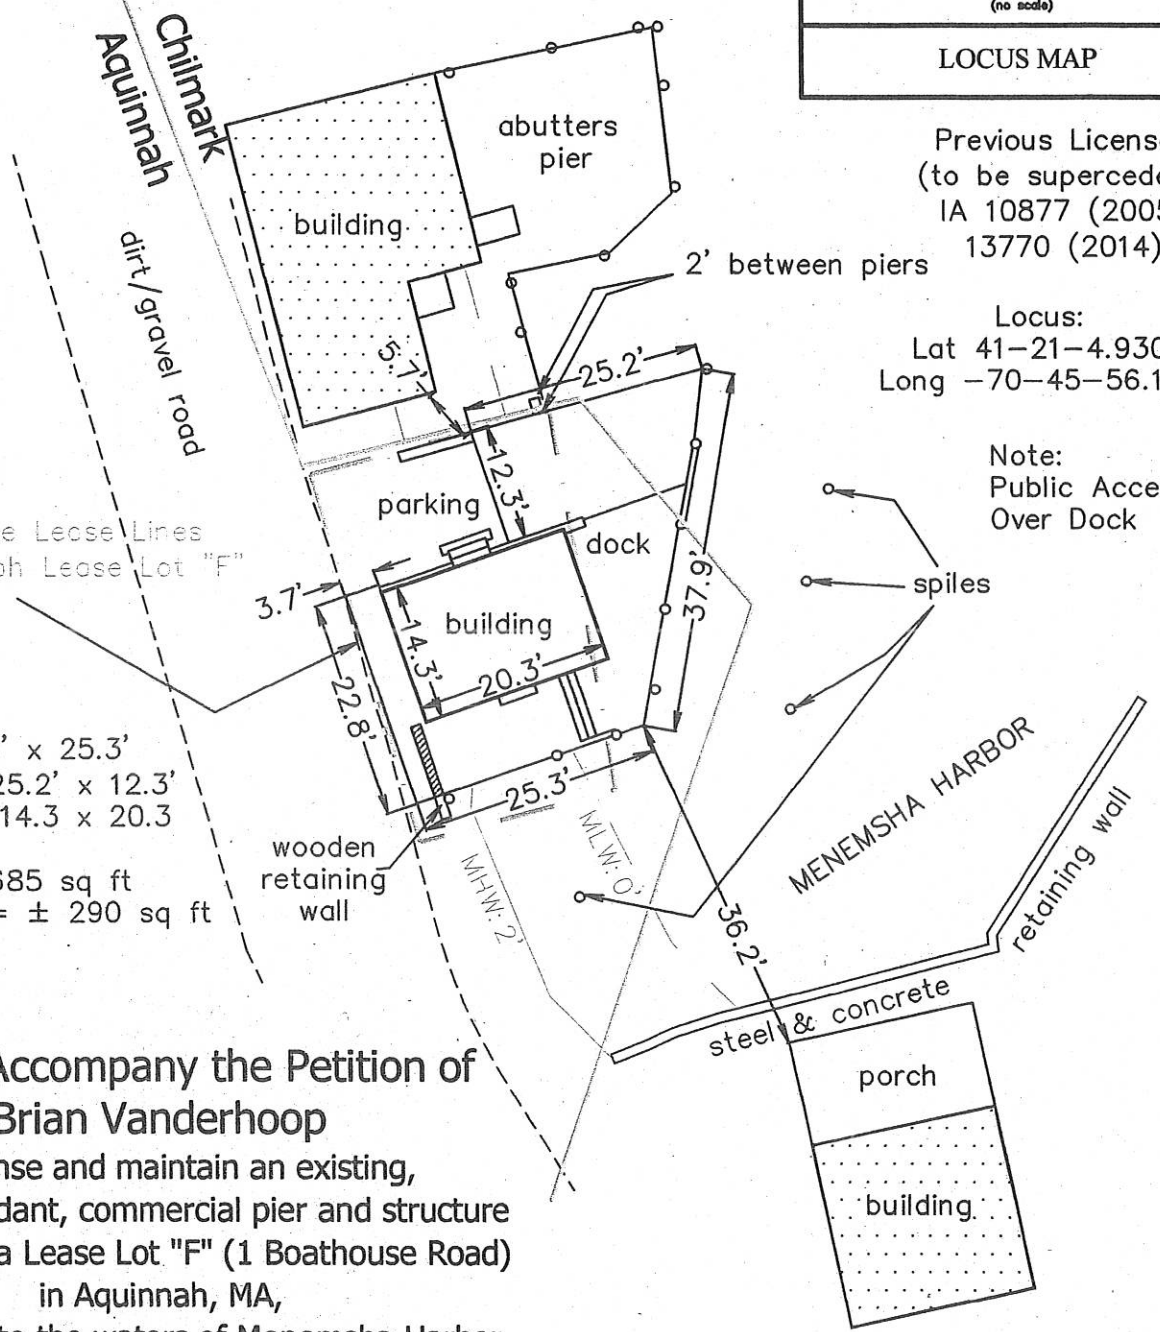 (no scale)
LOCUS MAP
Chilmark
Aquinnah
abutters
pier
building
dirt/gravel road
2' between piers
Previous Licens
(to be supercede
IA 10877 (2005
13770 (2014)
Locus:
Lat 41-21-4.930
Long -70-45-56.1
5.7'
25.2'
12.3'
parking
dock
Note:
Public Acce
Over Dock
e Lease Lines
Lease Lot "F"
3.7'
building
14.3'
20.3'
22.8'
37.9'
spiles
' x 25.3'
25.2' x 12.3'
14.3 x 20.3
685 sq ft
= ± 290 sq ft
25.3'
wooden
retaining
wall
MHW: 2'
MLW: 0'
MENEMSHA HARBOR
retaining wall
36.2'
steel & concrete
porch
building
Accompany the Petition of
Brian Vanderhoop
nse and maintain an existing,
dant, commercial pier and structure
a Lease Lot "F" (1 Boathouse Road)
in Aquinnah, MA,
the waters of Menemsha Harbor